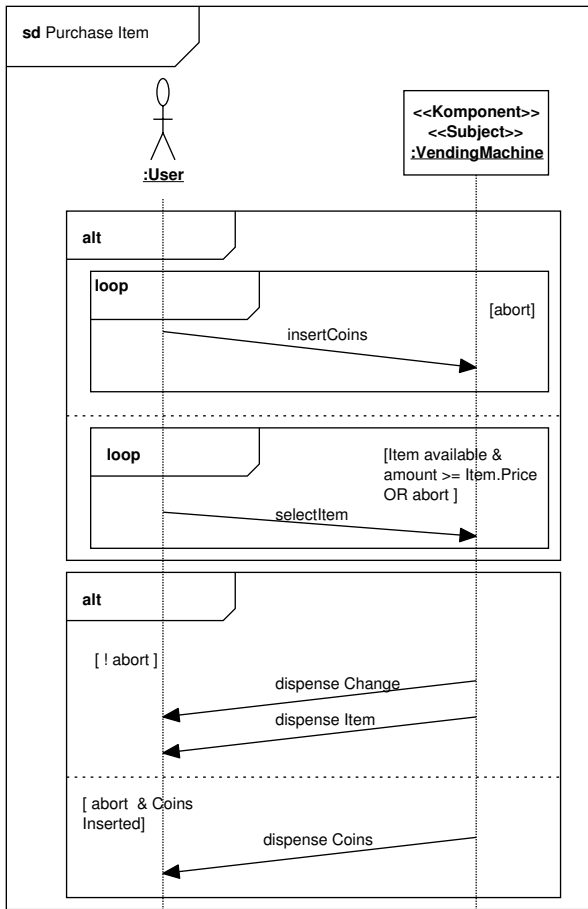 sd Purchase Item
:User
<<Komponent>>
<<Subject>>
:VendingMachine
alt
loop
[abort]
insertCoins
loop
[Item available &
amount >= Item.Price
OR abort ]
selectItem
alt
[ ! abort ]
dispense Change
dispense Item
[ abort & Coins
Inserted]
dispense Coins